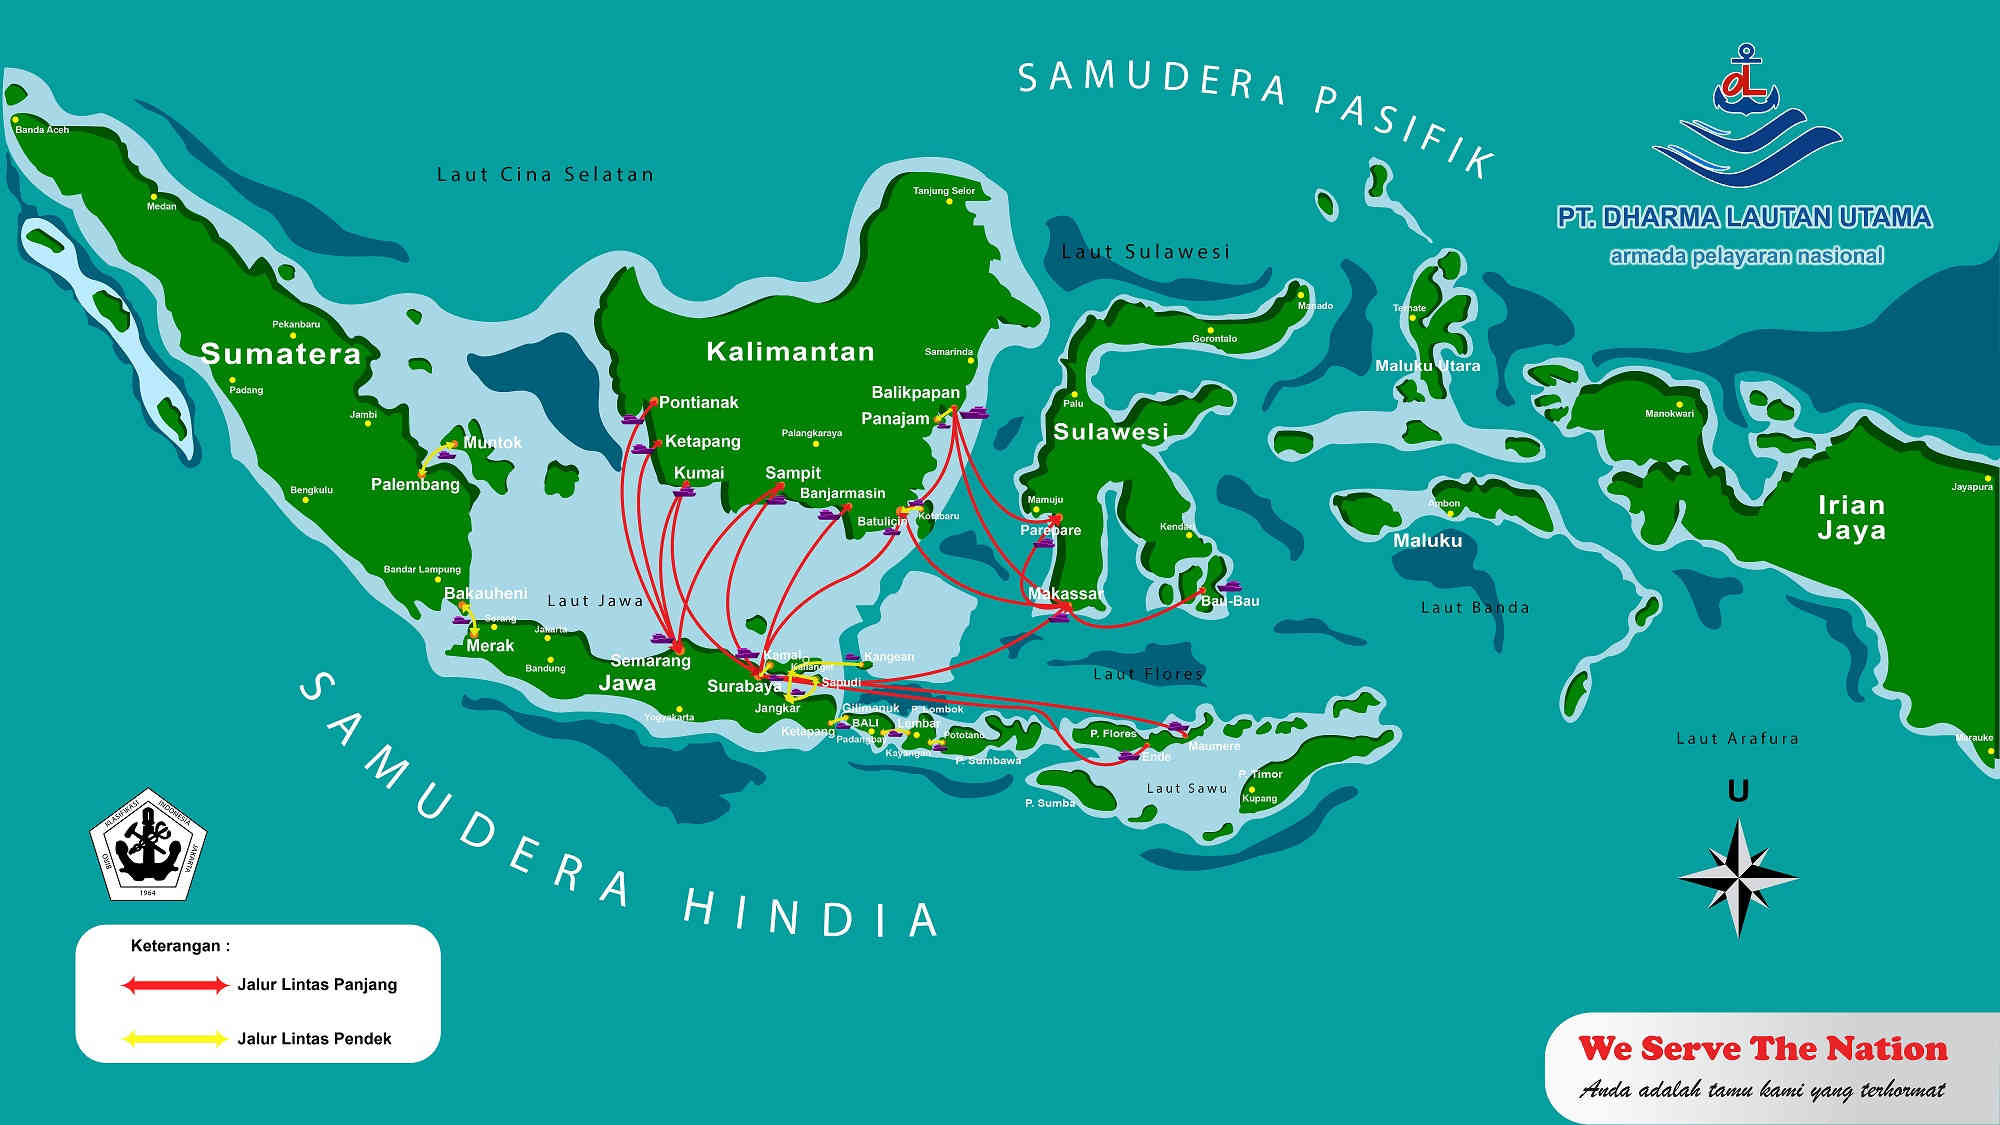 SAMUDERA PASIFIK
dL
PT. DHARMA LAUTAN UTAMA
armada pelayaran nasional
Banda Aceh
Medan
Laut Cina Selatan
Tanjung Selor
Laut Sulawesi
Manado
Ternate
Gorontalo
Maluku Utara
Pekanbaru
Sumatera
Padang
Jambi
Muntok
Palembang
Bengkulu
Kalimantan
Samarinda
Balikpapan
Panajam
Pontianak
Ketapang
Palangkaraya
Kumai
Sampit
Banjarmasin
Batulicin
Kotabaru
Palu
Sulawesi
Mamuju
Parepare
Kendari
Makassar
Bau-Bau
Manokwari
Jayapura
Irian
Jaya
Ambon
Maluku
Laut Banda
Bandar Lampung
Bakauheni
Laut Jawa
Serang
Jakarta
Merak
Bandung
Semarang
Jawa
Surabaya
Kamal
Kalianget
Kangean
Sapudi
Jangkar
Yogyakarta
Gilimanuk
P. Lombok
BALI
Lembar
Ketapang
Padangbai
Kayangan
Pototano
P. Sumbawa
Laut Flores
P. Flores
Maumere
Ende
P. Timor
Laut Sawu
Kupang
P. Sumba
Laut Arafura
Merauke
U
SAMUDERA HINDIA
BIRO KLASIFIKASI INDONESIA JAKARTA
1964
Keterangan :
Jalur Lintas Panjang
Jalur Lintas Pendek
We Serve The Nation
Anda adalah tamu kami yang terhormat